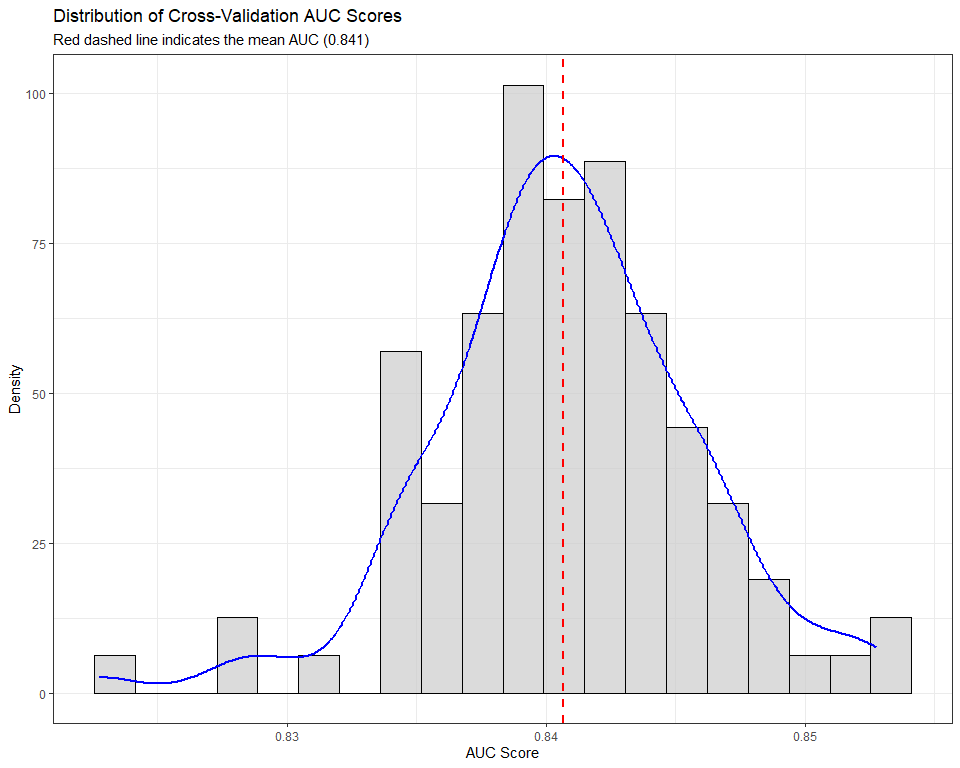 Distribution of Cross-Validation AUC Scores
Red dashed line indicates the mean AUC (0.841)
100
75
50
25
0
Density
0.83
0.84
0.85
AUC Score